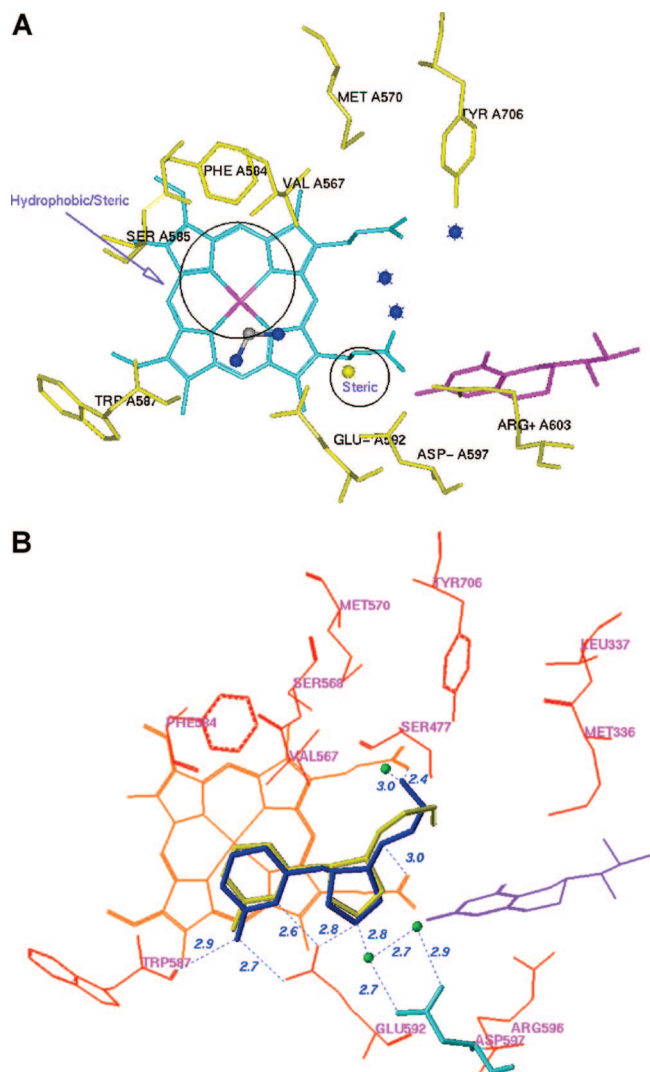 A
MET A570
TYR A706
PHE A584
VAL A567
Hydrophobic/Steric
SER A585
Steric
TRP A587
ARG+ A603
GLU− A592
ASP− A597
B
TYR706
MET570
LEU337
SER568
PHE584
SER477
MET336
VAL567
3.0
2.4
3.0
2.6
2.8
2.8
2.9
2.7
2.9
TRP587
2.7
2.7
GLU592
ARG596
ASP597